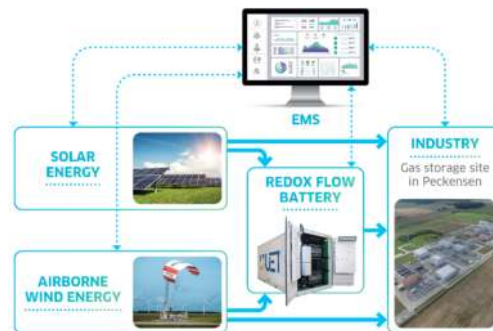 EMS
SOLAR
ENERGY
REDOX FLOW
BATTERY
INDUSTRY
Gas storage site
in Peckensen
AIRBORNE
WIND ENERGY